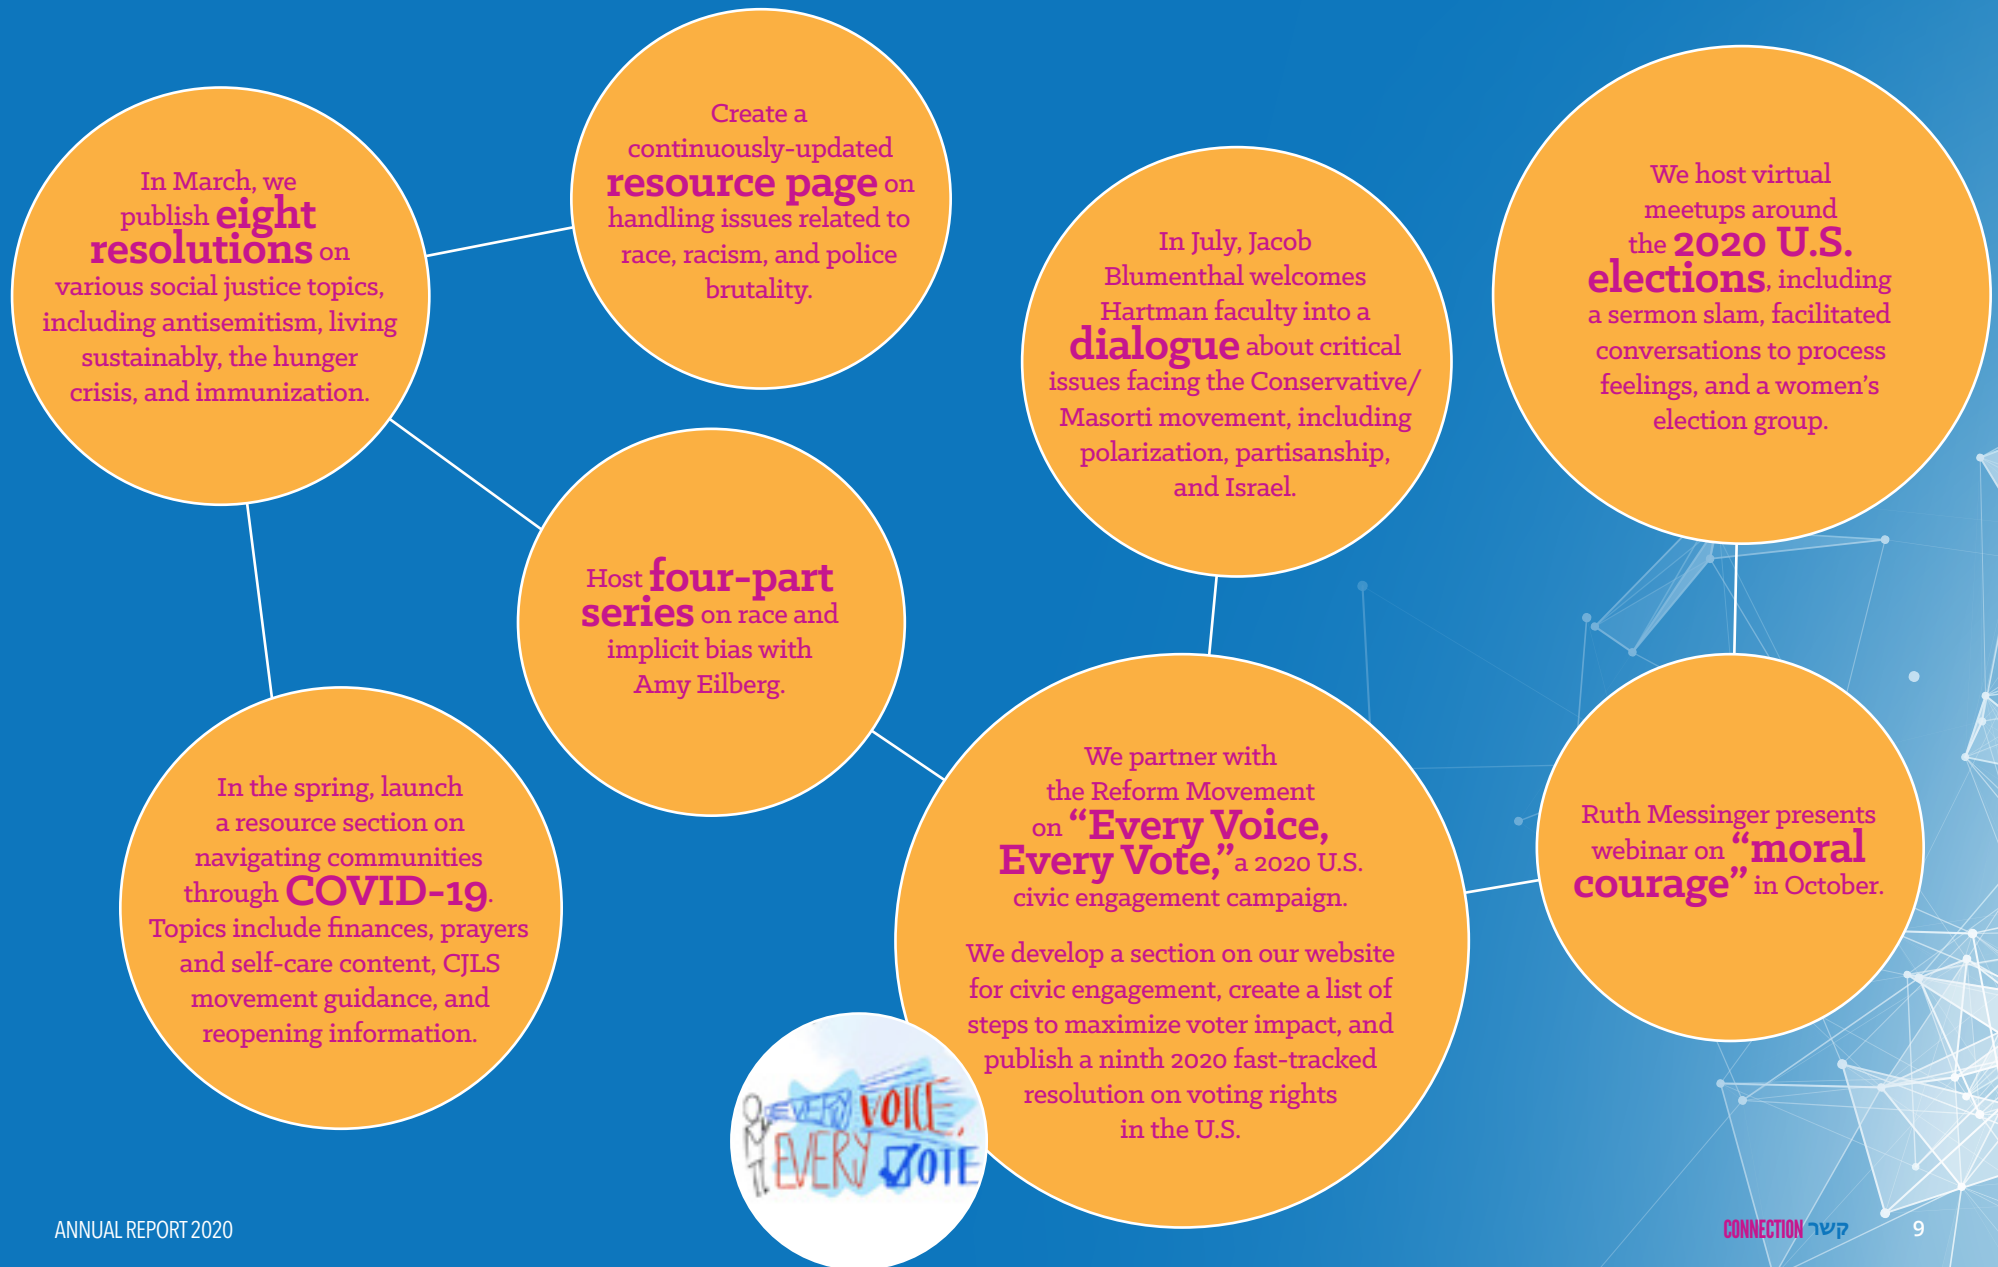 In March, we
publish eight
resolutions on
various social justice topics,
including antisemitism, living
sustainably, the hunger
crisis, and immunization.
Create a
continuously-updated
resource page on
handling issues related to
race, racism, and police
brutality.
Host four-part
series on race and
implicit bias with
Amy Eilberg.
In the spring, launch
a resource section on
navigating communities
through COVID-19.
Topics include finances, prayers
and self-care content, CJLS
movement guidance, and
reopening information.
In July, Jacob
Blumenthal welcomes
Hartman faculty into a
dialogue about critical
issues facing the Conservative/
Masorti movement, including
polarization, partisanship,
and Israel.
We partner with
the Reform Movement
on “Every Voice,
Every Vote,” a 2020 U.S.
civic engagement campaign.
We develop a section on our website
for civic engagement, create a list of
steps to maximize voter impact, and
publish a ninth 2020 fast-tracked
resolution on voting rights
in the U.S.
EVERY VOICE,
EVERY VOTE
We host virtual
meetups around
the 2020 U.S.
elections, including
a sermon slam, facilitated
conversations to process
feelings, and a women’s
election group.
Ruth Messinger presents
webinar on “moral
courage” in October.
ANNUAL REPORT 2020
CONNECTION קשר 9